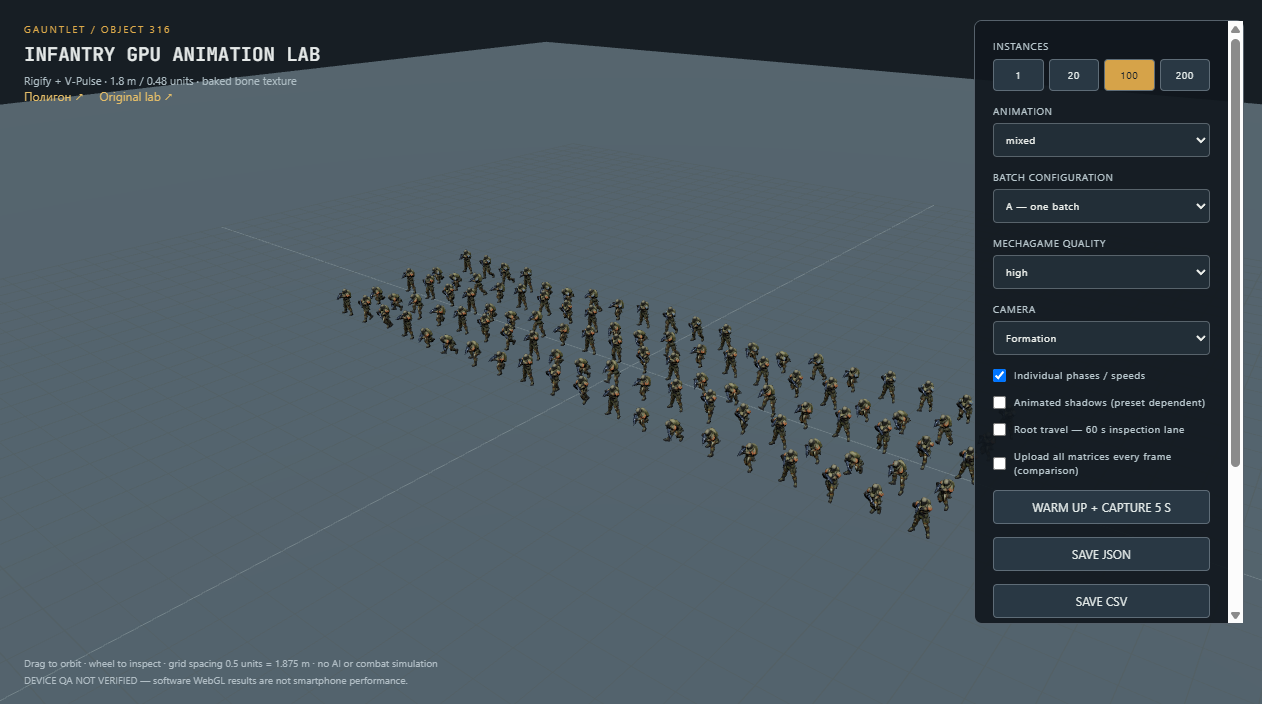 GAUNTLET / OBJECT 316
INFANTRY GPU ANIMATION LAB
Rigify + V-Pulse · 1.8 m / 0.48 units · baked bone texture
Полигон ↗ Original lab ↗
INSTANCES
1 20 100 200
ANIMATION
mixed
BATCH CONFIGURATION
A — one batch
MECHAGAME QUALITY
high
CAMERA
Formation
Individual phases / speeds
Animated shadows (preset dependent)
Root travel — 60 s inspection lane
Upload all matrices every frame
(comparison)
WARM UP + CAPTURE 5 S
SAVE JSON
SAVE CSV
Drag to orbit · wheel to inspect · grid spacing 0.5 units = 1.875 m · no AI or combat simulation
DEVICE QA NOT VERIFIED — software WebGL results are not smartphone performance.